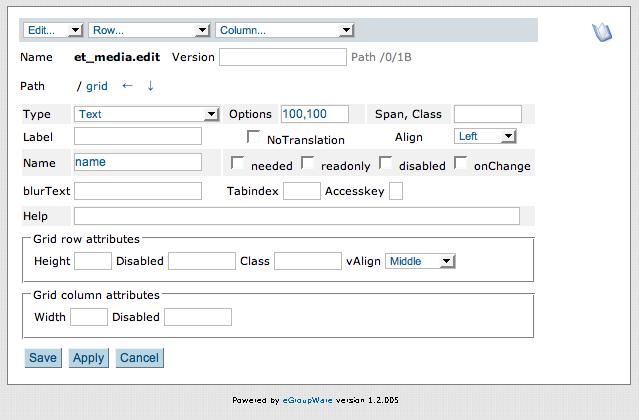 Edit... Row... Column...
Name et_media.edit Version Path /0/1B
Path / grid ← ↓
Type Text Options 100,100 Span, Class
Label NoTranslation Align Left
Name name needed readonly disabled onChange
blurText Tabindex Accesskey
Help
Grid row attributes
Height Disabled Class vAlign Middle
Grid column attributes
Width Disabled
Save Apply Cancel
Powered by eGroupWare version 1.2.005